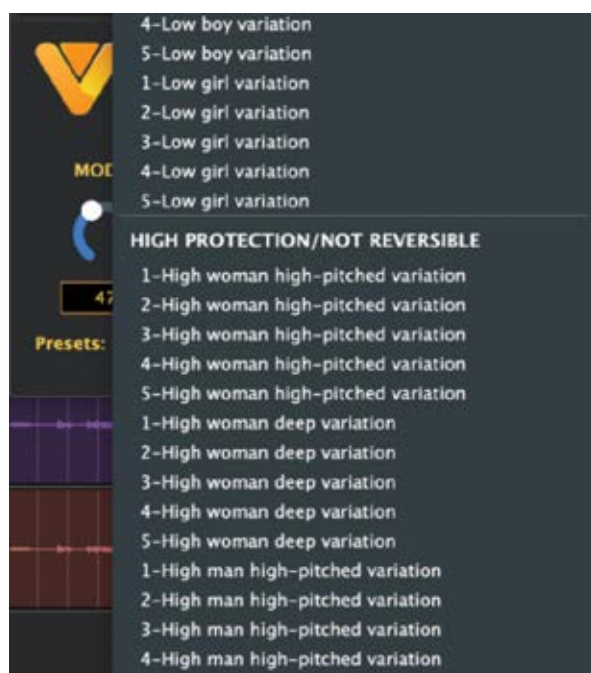 4-Low boy variation
5-Low boy variation
1-Low girl variation
2-Low girl variation
3-Low girl variation
4-Low girl variation
5-Low girl variation
MOD
HIGH PROTECTION/NOT REVERSIBLE
1-High woman high-pitched variation
47
2-High woman high-pitched variation
3-High woman high-pitched variation
Presets:
4-High woman high-pitched variation
5-High woman high-pitched variation
1-High woman deep variation
2-High woman deep variation
3-High woman deep variation
4-High woman deep variation
5-High woman deep variation
1-High man high-pitched variation
2-High man high-pitched variation
3-High man high-pitched variation
4-High man high-pitched variation